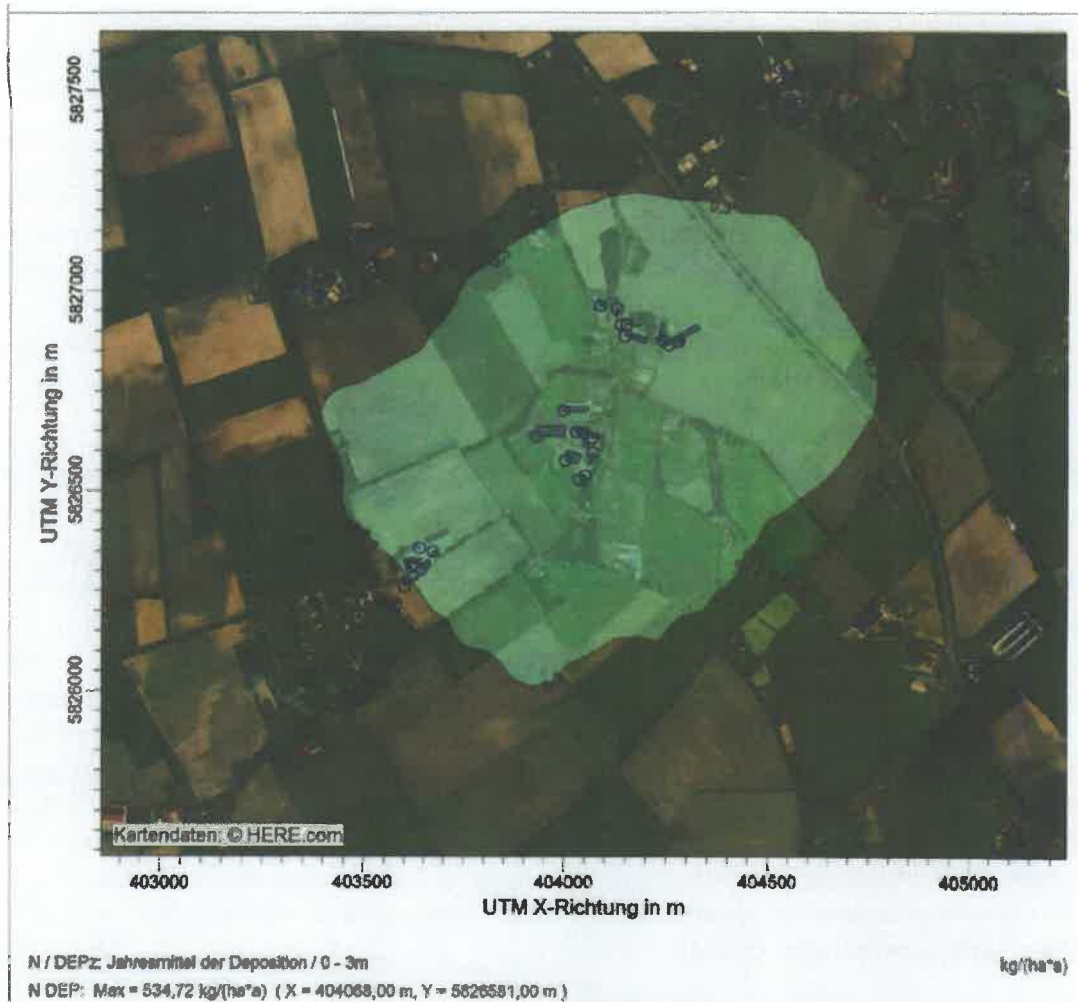 5827500
5827000
5826500
5826000
UTM Y-Richtung in m
Kartendaten: © HERE.com
403000 403500 404000 404500 405000
UTM X-Richtung in m
N / DEPz: Jahresmittel der Deposition / 0 - 3m
kg/(ha*a)
N DEP: Max = 534,72 kg/(ha*a) ( X = 404068,00 m, Y = 5826581,00 m )